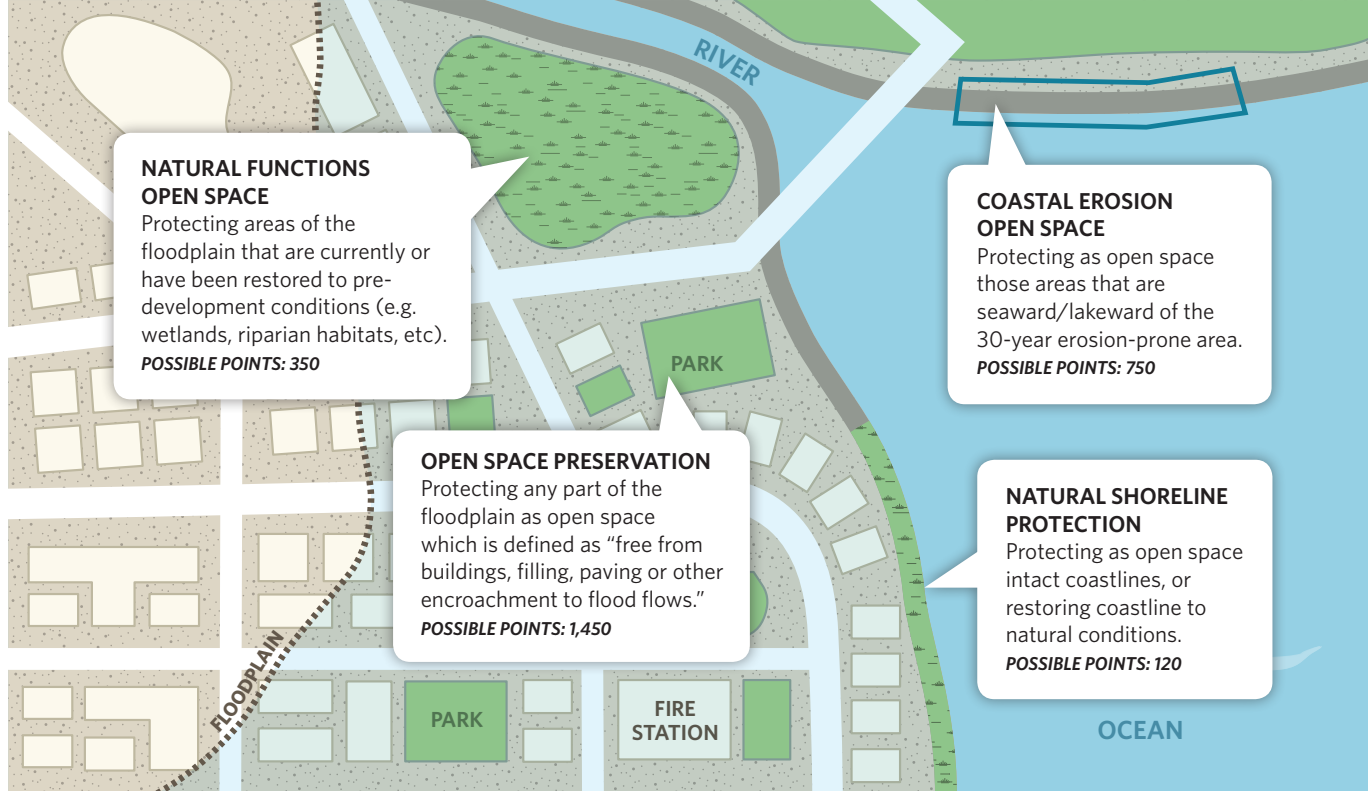 RIVER
NATURAL FUNCTIONS
OPEN SPACE
Protecting areas of the
floodplain that are currently or
have been restored to pre-
development conditions (e.g.
wetlands, riparian habitats, etc).
POSSIBLE POINTS: 350
COASTAL EROSION
OPEN SPACE
Protecting as open space
those areas that are
seaward/lakeward of the
30-year erosion-prone area.
POSSIBLE POINTS: 750
PARK
OPEN SPACE PRESERVATION
Protecting any part of the
floodplain as open space
which is defined as “free from
buildings, filling, paving or other
encroachment to flood flows.”
POSSIBLE POINTS: 1,450
NATURAL SHORELINE
PROTECTION
Protecting as open space
intact coastlines, or
restoring coastline to
natural conditions.
POSSIBLE POINTS: 120
FLOODPLAIN
PARK
FIRE
STATION
OCEAN